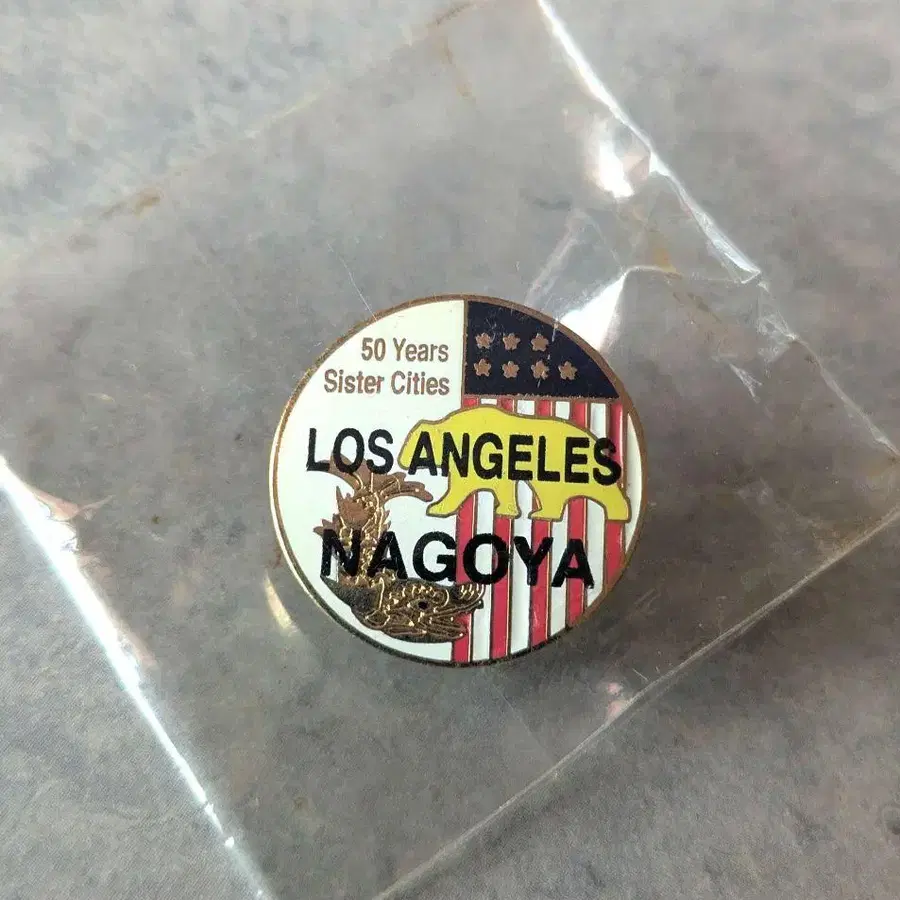 50 Years
Sister Cities
LOS ANGELES
NAGOYA